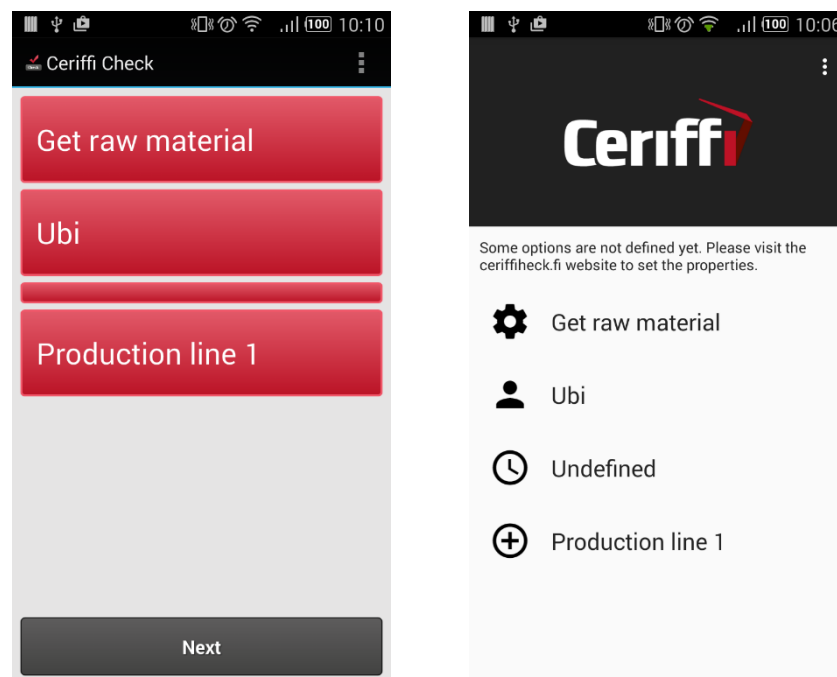 100 10:10
Ceriffi Check
Get raw material
Ubi
Production line 1
Next
100 10:06
Ceriffi
Some options are not defined yet. Please visit the
ceriffiheck.fi website to set the properties.
Get raw material
Ubi
Undefined
Production line 1